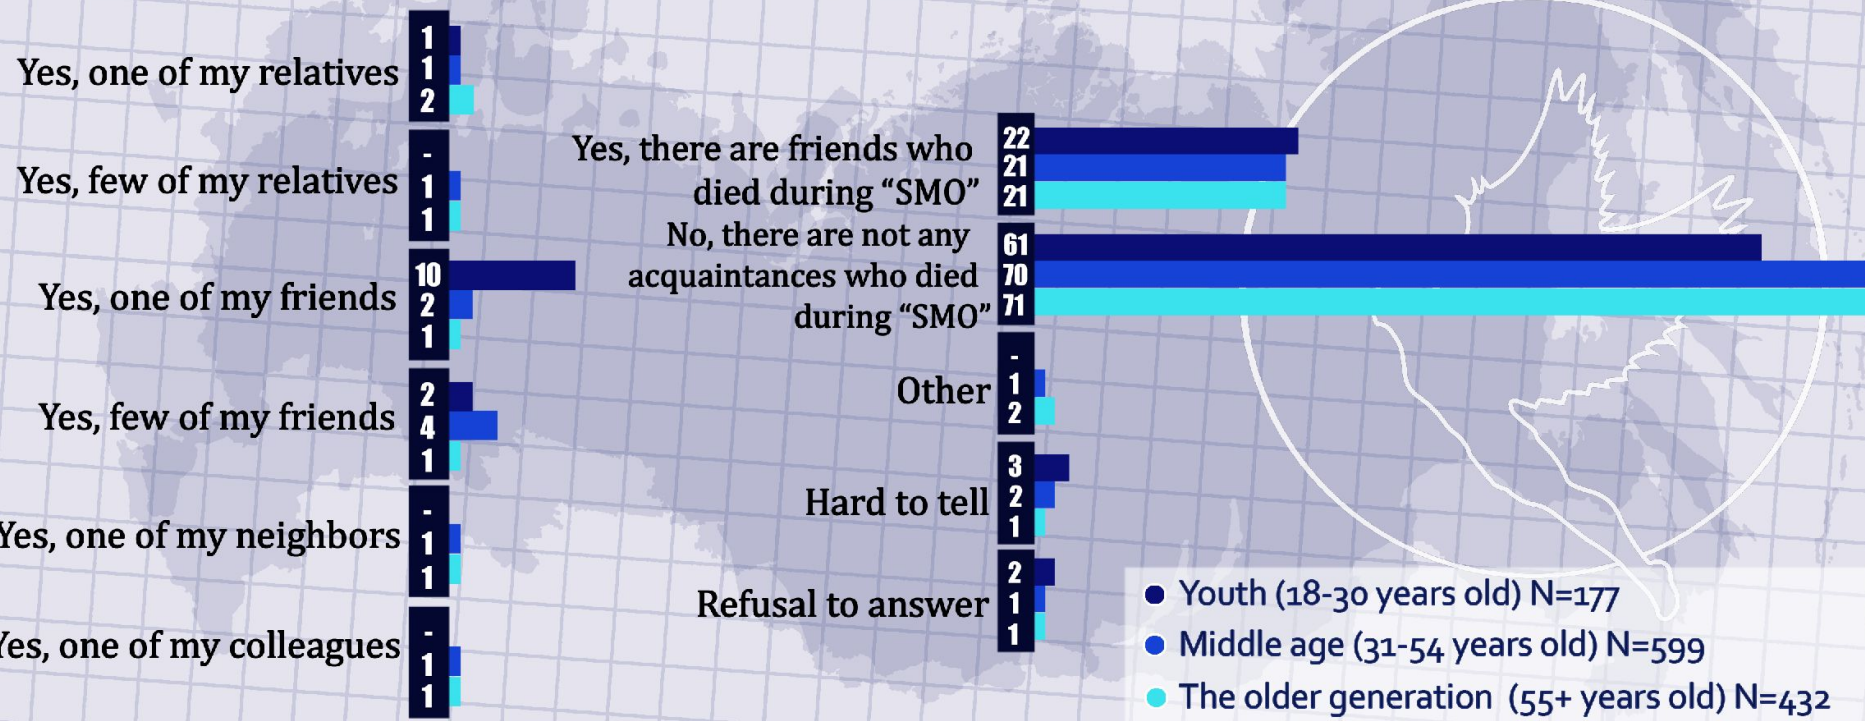 Yes, one of my relatives
1
1
2
Yes, few of my relatives
-
1
1
Yes, one of my friends
10
2
1
Yes, few of my friends
2
4
1
Yes, one of my neighbors
-
1
1
Yes, one of my colleagues
-
1
1
Yes, there are friends who
died during “SMO”
22
21
21
No, there are not any
acquaintances who died
during “SMO”
61
70
71
Other
-
1
2
Hard to tell
3
2
1
Refusal to answer
2
1
1
Youth (18-30 years old) N=177
Middle age (31-54 years old) N=599
The older generation (55+ years old) N=432